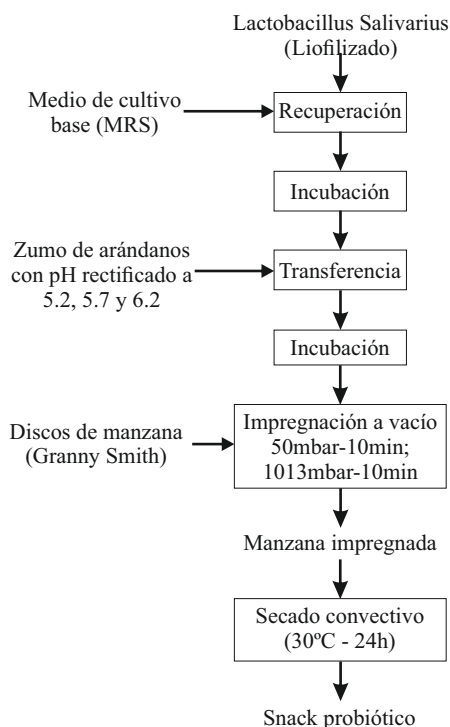 Lactobacillus Salivarius
(Liofilizado)
Medio de cultivo
base (MRS)
Recuperación
Incubación
Zumo de arándanos
con pH rectificado a
5.2, 5.7 y 6.2
Transferencia
Incubación
Discos de manzana
(Granny Smith)
Impregnación a vacío
50mbar-10min;
1013mbar-10min
Manzana impregnada
Secado convectivo
(30ºC - 24h)
Snack probiótico